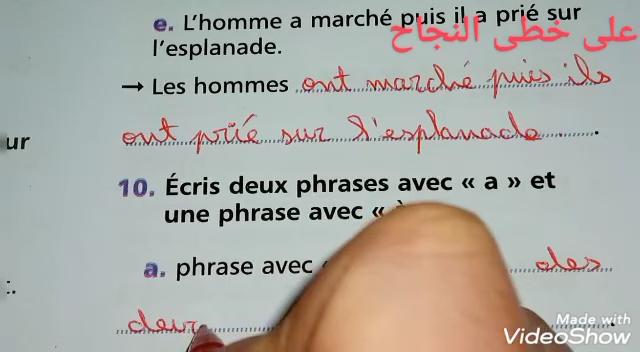 e. L'homme a marché puis il a prié sur
l'esplanade.
على خطى النجاح
→ Les hommes ont marché puis ils
ont prié sur l'esplanade.
ur
10. Écris deux phrases avec « a » et
une phrase avec «
a. phrase avec
des
:.
Made with
VideoShow